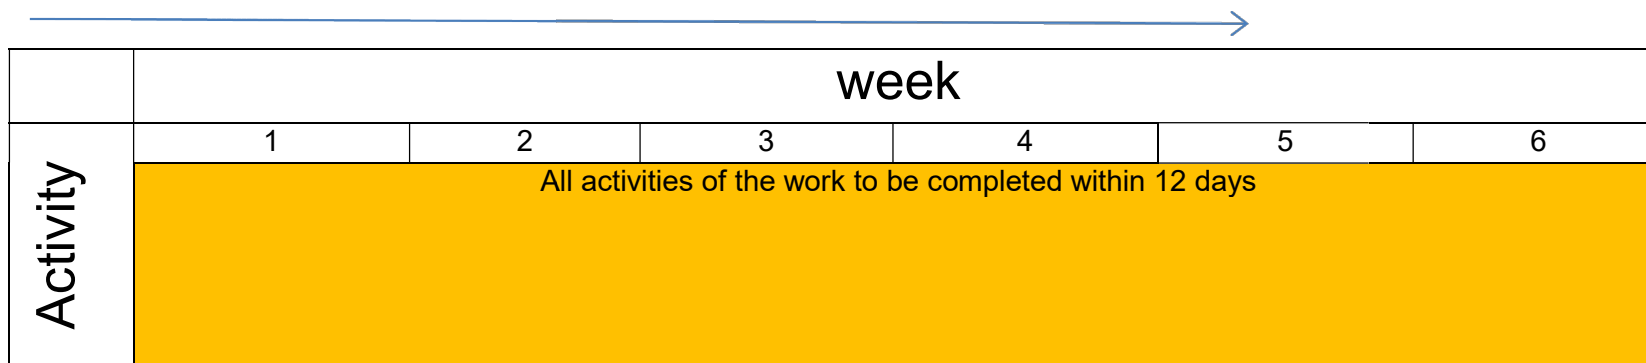 week
1 2 3 4 5 6
All activities of the work to be completed within 12 days
Activity